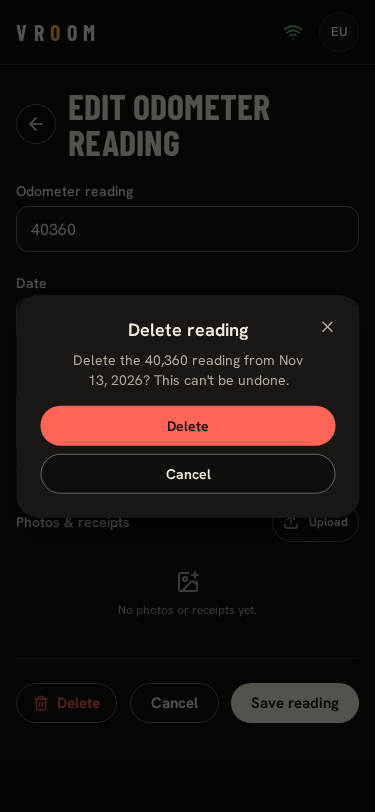 VROOM
EU
EDIT ODOMETER
READING
Odometer reading
40360
Date
Delete reading
Delete the 40,360 reading from Nov
13, 2026? This can't be undone.
Delete
Cancel
Photos & receipts
Upload
No photos or receipts yet.
Delete
Cancel
Save reading